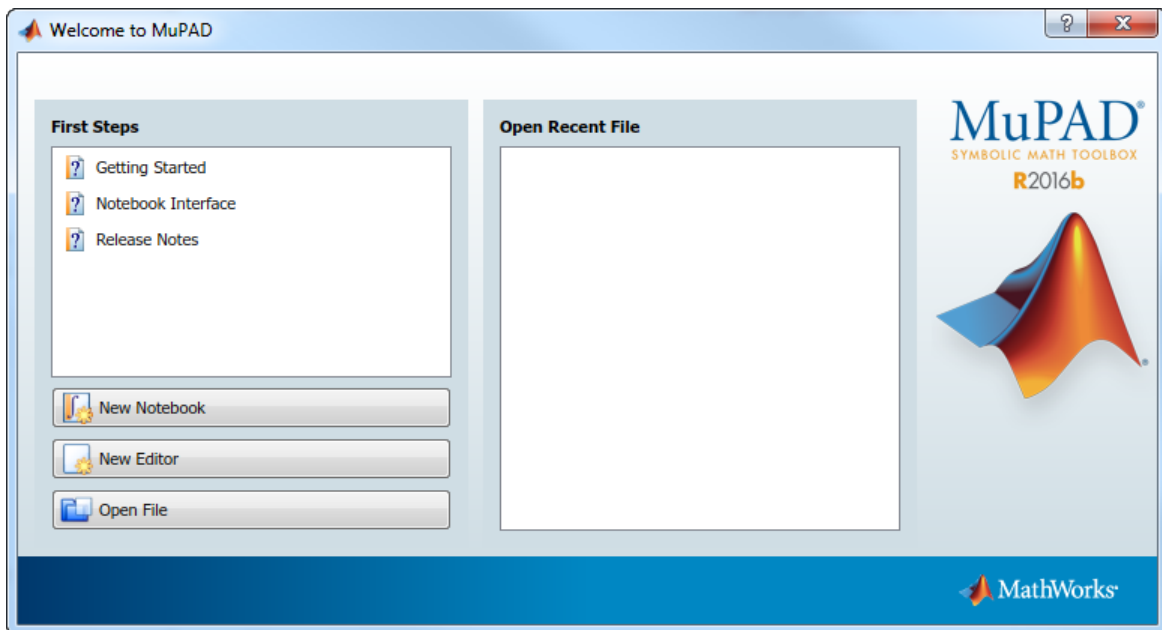 Welcome to MuPAD
First Steps
Getting Started
Notebook Interface
Release Notes
New Notebook
New Editor
Open File
Open Recent File
MuPAD®
SYMBOLIC MATH TOOLBOX
R2016b
®
MathWorks®